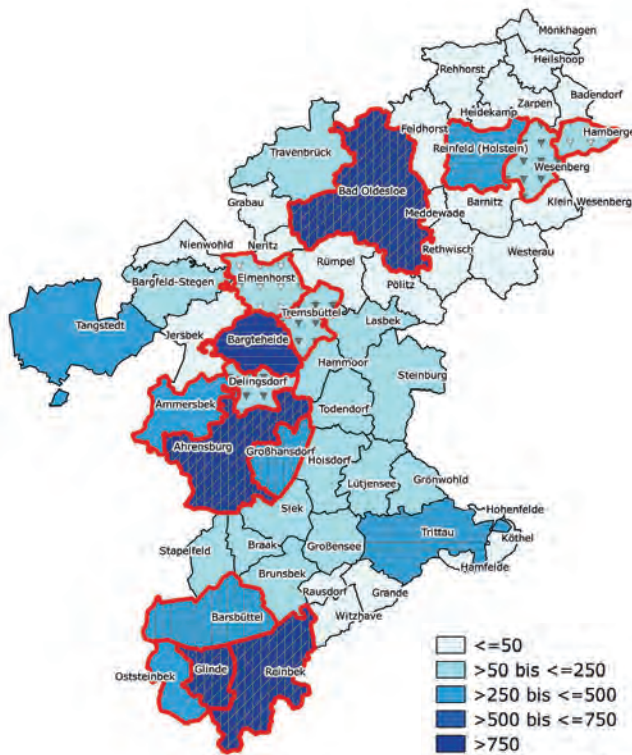 Mönkhagen
Heilshoop
Rehhorst
Badendorf
Zarpen
Heidekamp
Hamberge
Feldhorst
Reinfeld (Holstein)
Wesenberg
Travenbrück
Bad Oldesloe
Barnitz
Klein Wesenberg
Grabau
Meddewade
Nienwohld
Neritz
Rethwisch
Westerau
Rümpel
Bargfeld-Stegen
Elmenhorst
Pölitz
Tremsbüttel
Tangstedt
Lasbek
Jersbek
Bargteheide
Hammoor
Steinburg
Delingsdorf
Ammersbek
Todendorf
Ahrensburg
Großhansdorf
Hoisdorf
Grönwohld
Lütjensee
Siek
Hohenfelde
Trittau
Köthel
Stapelfeld
Braak
Großensee
Hamfelde
Brunsbek
Rausdorf
Grande
Witzhave
Barsbüttel
Oststeinbek
Glinde
Reinbek
<=50
>50 bis <=250
>250 bis <=500
>500 bis <=750
>750